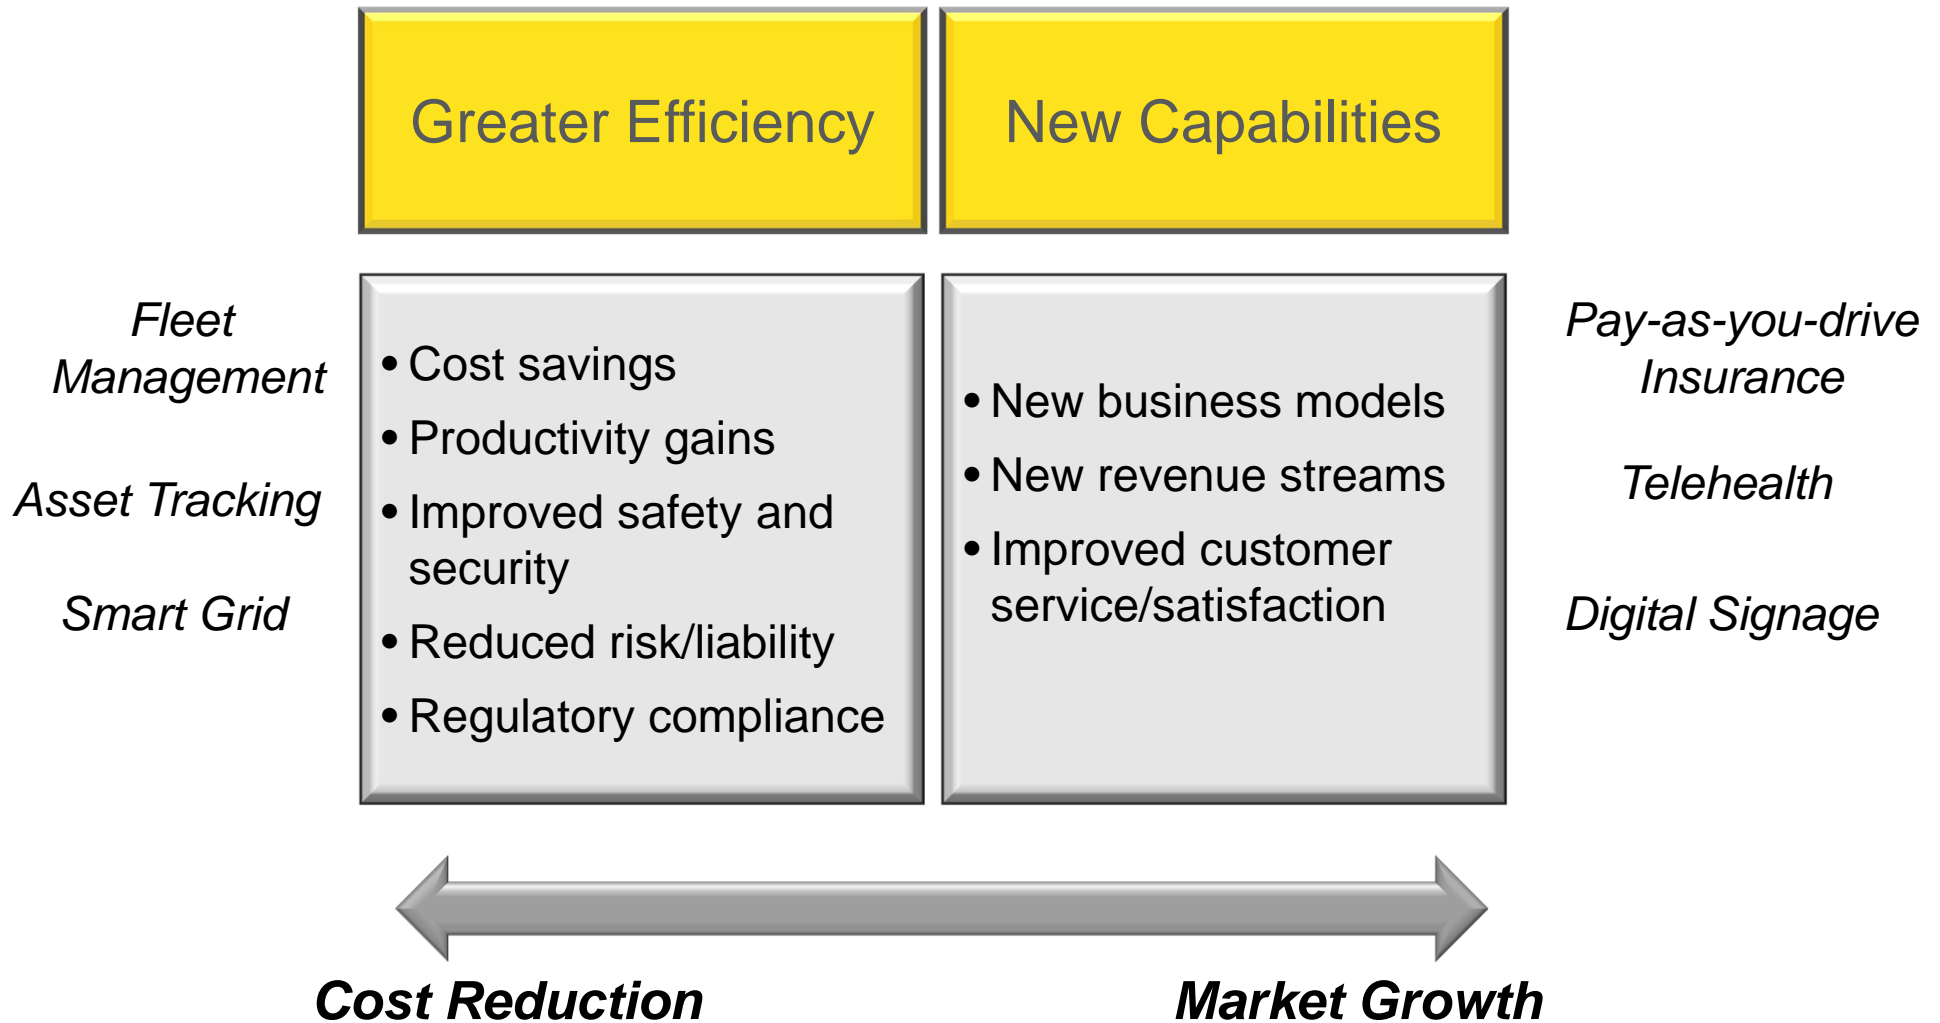 Greater Efficiency
New Capabilities
Fleet
Management
Asset Tracking
Smart Grid
• Cost savings
• Productivity gains
• Improved safety and
security
• Reduced risk/liability
• Regulatory compliance
• New business models
• New revenue streams
• Improved customer
service/satisfaction
Pay-as-you-drive
Insurance
Telehealth
Digital Signage
Cost Reduction
Market Growth